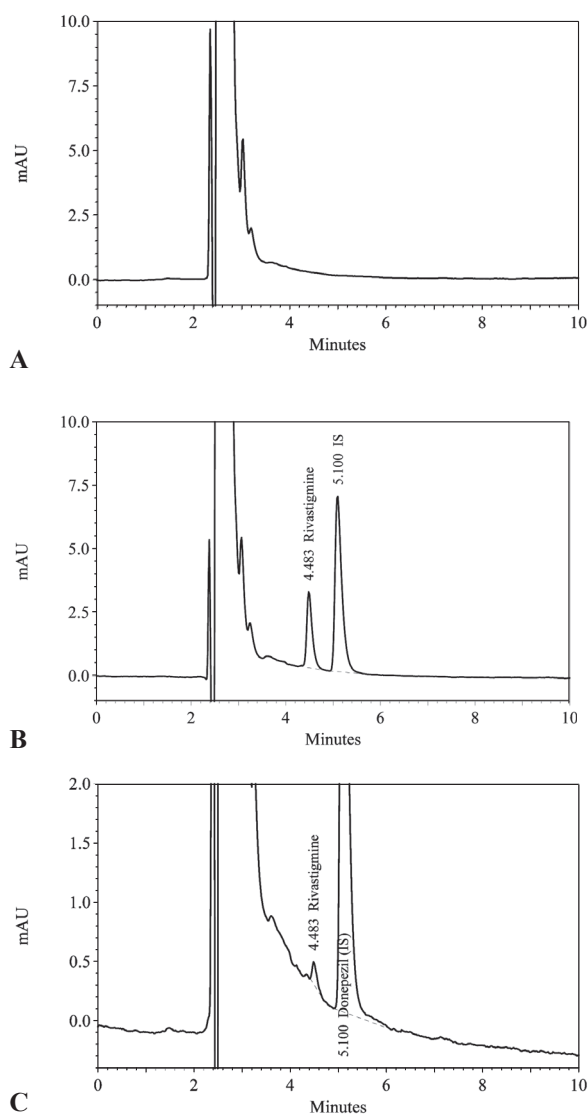 10.0
7.5
5.0
2.5
0.0
mAU
0 2 4 6 8 10
Minutes
A
10.0
7.5
5.0
2.5
0.0
mAU
4.483 Rivastigmine
5.100 IS
0 2 4 6 8 10
Minutes
B
2.0
1.5
1.0
0.5
0.0
mAU
4.483 Rivastigmine
5.100 Donepezil (IS)
0 2 4 6 8 10
Minutes
C